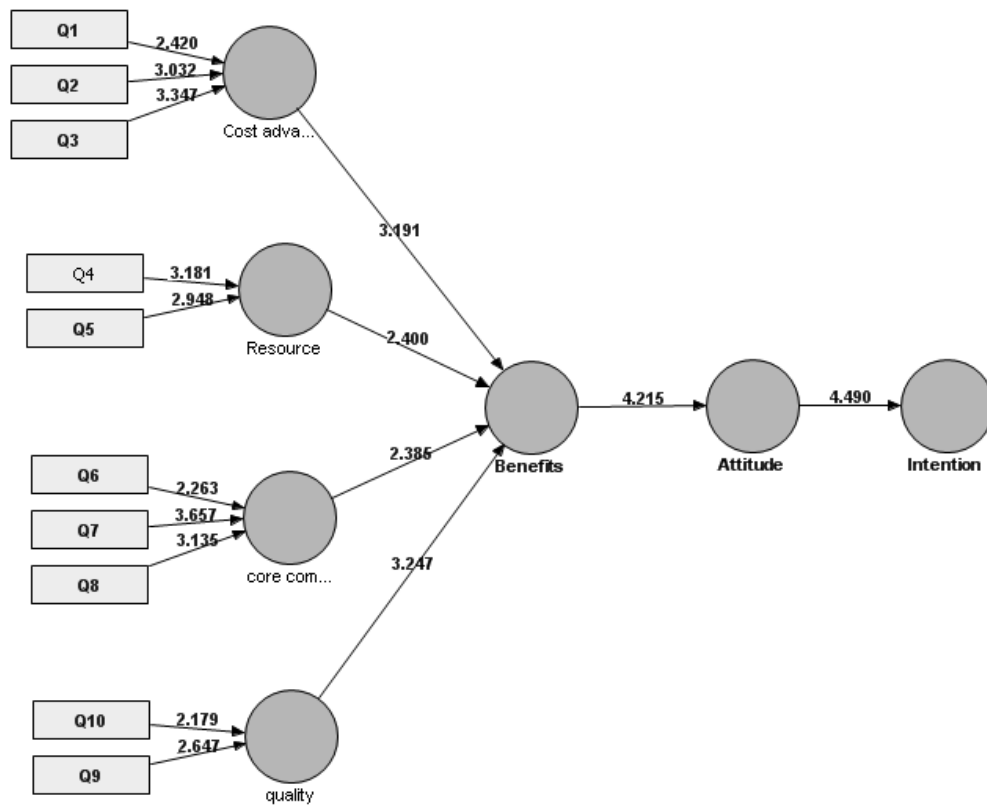 Q1
2.420
Q2
3.032
3.347
Q3
Cost adva...
3.191
Q4
3.181
2.948
Q5
Resource
2.400
Benefits
4.215
Attitude
4.490
Intention
2.385
Q6
2.263
Q7
3.657
3.135
Q8
core com...
3.247
Q10
2.179
2.647
Q9
quality